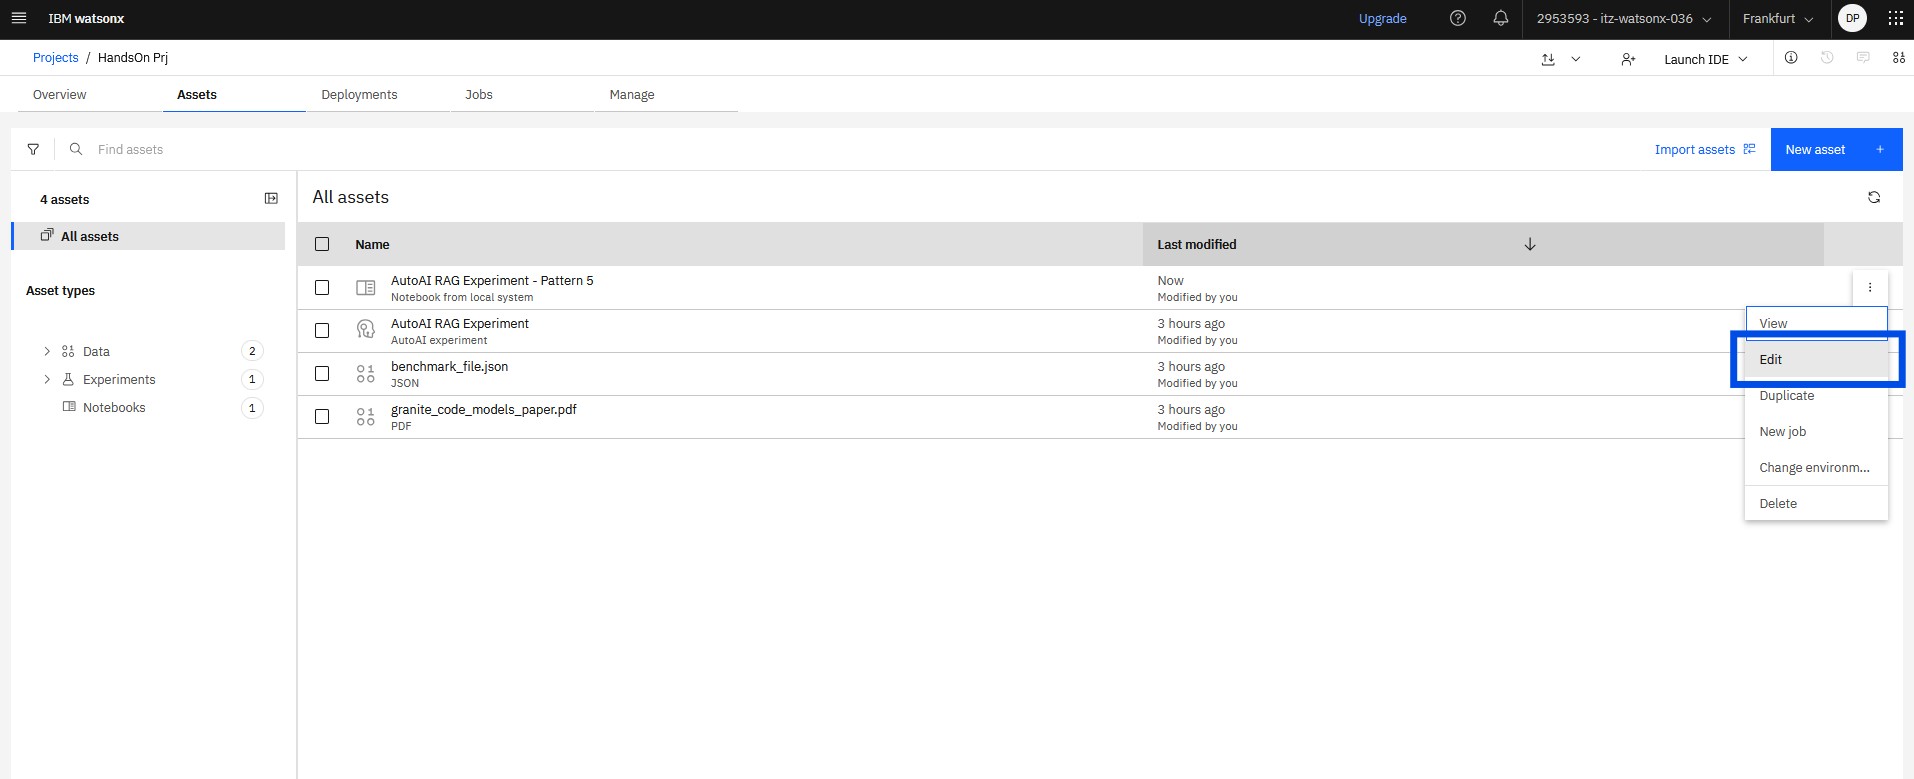 IBM watsonx
Upgrade
2953593 - itz-watsonx-036
Frankfurt
DP
Projects / HandsOn Prj
Launch IDE
Overview
Assets
Deployments
Jobs
Manage
Find assets
Import assets
New asset +
4 assets
All assets
Asset types
Data 2
Experiments 1
Notebooks 1
All assets
Name
Last modified
AutoAI RAG Experiment - Pattern 5
Notebook from local system
Now
Modified by you
AutoAI RAG Experiment
AutoAI experiment
3 hours ago
Modified by you
benchmark_file.json
JSON
3 hours ago
Modified by you
granite_code_models_paper.pdf
PDF
3 hours ago
Modified by you
View
Edit
Duplicate
New job
Change environm...
Delete